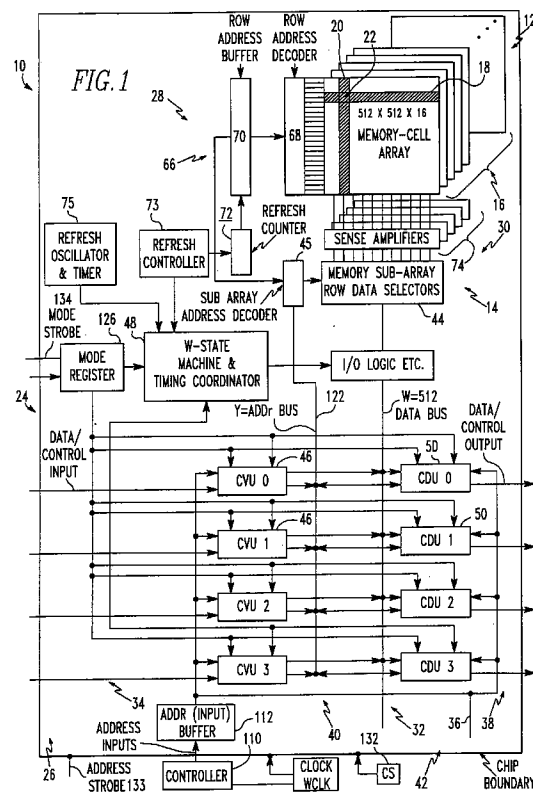 ROW
ADDRESS
BUFFER
ROW
ADDRESS
DECODER
20
22
12
10
FIG. 1
28
18
70
68
512 X 512 X 16
MEMORY-CELL
ARRAY
66
75
73
72
REFRESH
COUNTER
16
REFRESH
OSCILLATOR
& TIMER
REFRESH
CONTROLLER
45
SENSE AMPLIFIERS
74
30
SUB ARRAY
ADDRESS
DECODER
MEMORY SUB-ARRAY
ROW DATA SELECTORS
44
14
134
MODE
STROBE
126
48
MODE
REGISTER
W-STATE
MACHINE &
TIMING COORDINATOR
I/O LOGIC ETC.
24
Y=ADDr BUS
122
W=512
DATA BUS
DATA/
CONTROL
OUTPUT
DATA/
CONTROL
INPUT
46
CVU 0
50
CDU 0
46
CVU 1
50
CDU 1
CVU 2
CDU 2
CVU 3
CDU 3
34
ADDR (INPUT)
BUFFER
112
40
32
36
38
ADDRESS
INPUTS
26
ADDRESS
STROBE133
110
CONTROLLER
CLOCK
WCLK
132
CS
42
CHIP
BOUNDARY